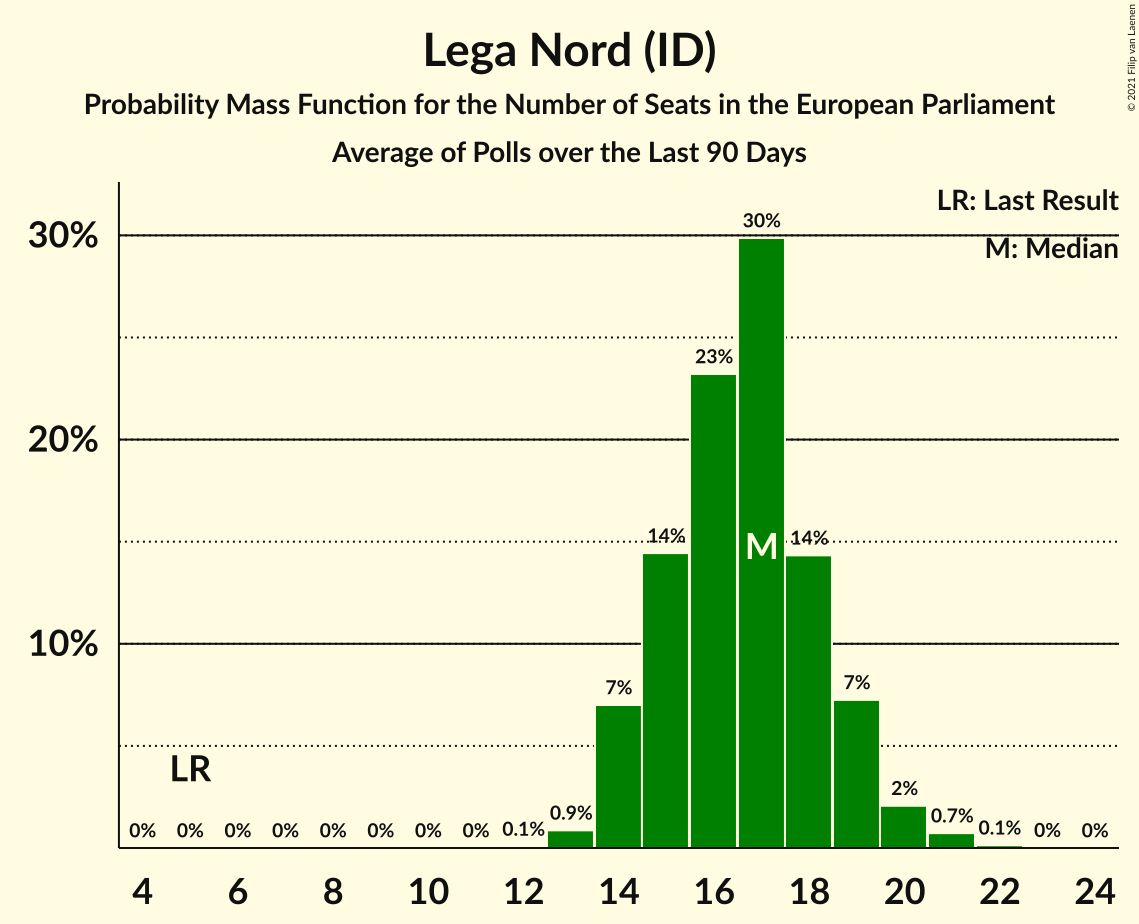 Lega Nord (ID)
Probability Mass Function for the Number of Seats in the European Parliament
Average of Polls over the Last 90 Days
© 2021 Filip van Laenen
LR: Last Result
M: Median
30%
20%
10%
30%
23%
14%
M
14%
7%
7%
LR
0% 0% 0% 0% 0% 0% 0% 0% 0.1% 0.9% 2% 0.7% 0.1% 0% 0%
4 6 8 10 12 14 16 18 20 22 24